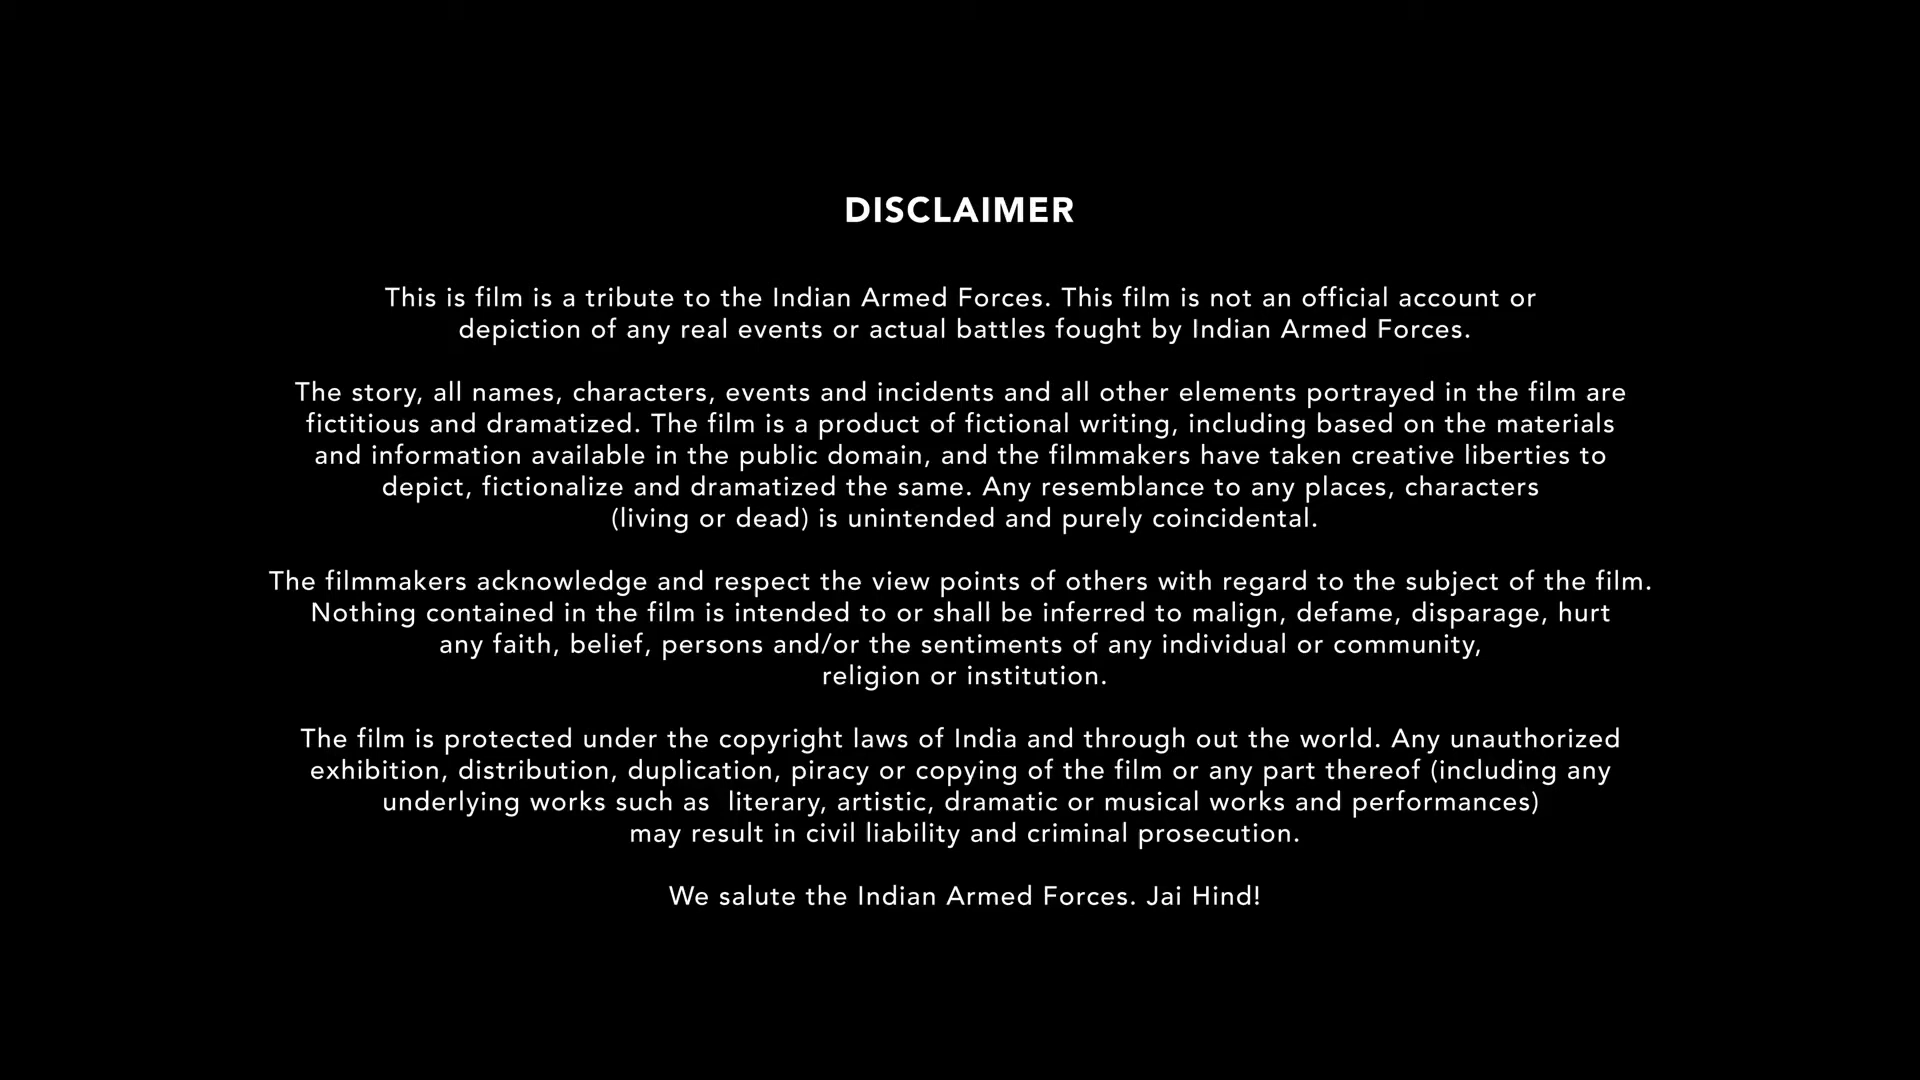 DISCLAIMER
This is film is a tribute to the Indian Armed Forces. This film is not an official account or
depiction of any real events or actual battles fought by Indian Armed Forces.
The story, all names, characters, events and incidents and all other elements portrayed in the film are
fictitious and dramatized. The film is a product of fictional writing, including based on the materials
and information available in the public domain, and the filmmakers have taken creative liberties to
depict, fictionalize and dramatized the same. Any resemblance to any places, characters
(living or dead) is unintended and purely coincidental.
The filmmakers acknowledge and respect the view points of others with regard to the subject of the film.
Nothing contained in the film is intended to or shall be inferred to malign, defame, disparage, hurt
any faith, belief, persons and/or the sentiments of any individual or community,
religion or institution.
The film is protected under the copyright laws of India and through out the world. Any unauthorized
exhibition, distribution, duplication, piracy or copying of the film or any part thereof (including any
underlying works such as  literary, artistic, dramatic or musical works and performances)
may result in civil liability and criminal prosecution.
We salute the Indian Armed Forces. Jai Hind!